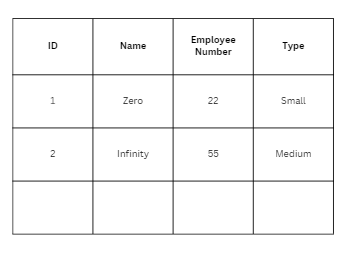 ID Name Employee Number Type
1 Zero 22 Small
2 Infinity 55 Medium